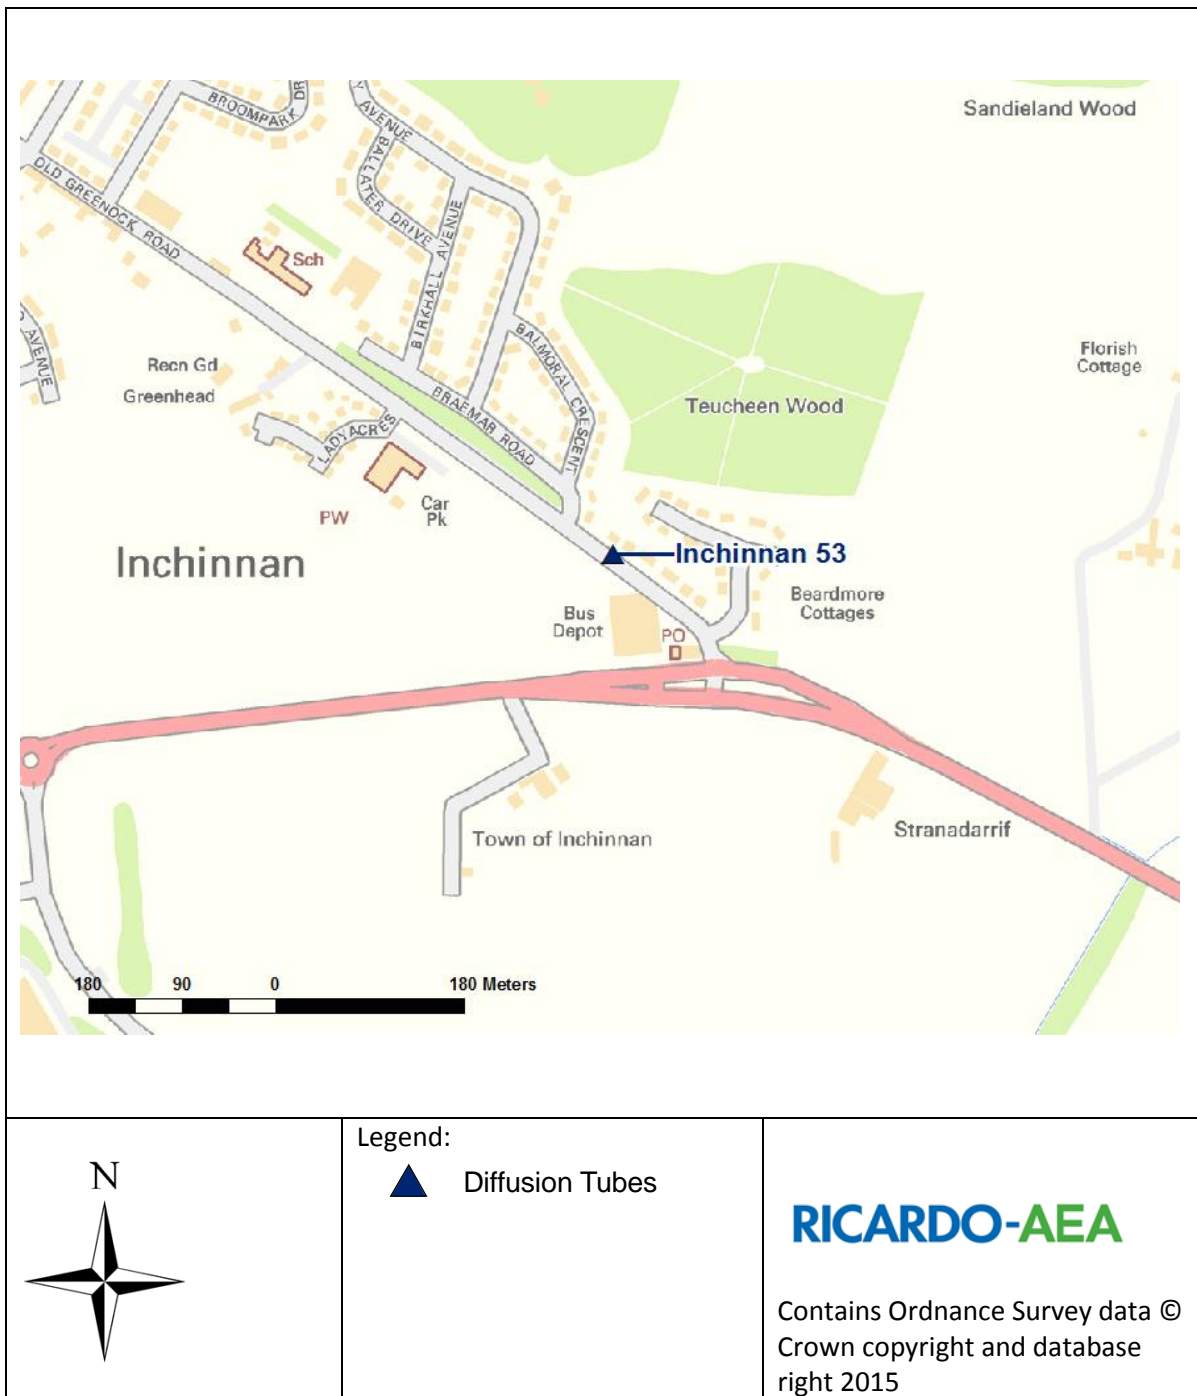 Sandieland Wood
BROOMPARK DR
Y AVENUE
BALLATER DRIVE
OLD GREENOCK ROAD
Sch
BIRKHALL AVENUE
BALMORAL CRESCENT
AVENUE
Recn Gd
Greenhead
Florish
Cottage
Teucheen Wood
BRAEMAR ROAD
LADYACRES
Car
Pk
PW
Inchinnan
Inchinnan 53
Beardmore
Cottages
Bus
Depot
PO
Stranadarrif
Town of Inchinnan
180 90 0 180 Meters
N
Legend:
Diffusion Tubes
RICARDO-AEA
Contains Ordnance Survey data ©
Crown copyright and database
right 2015